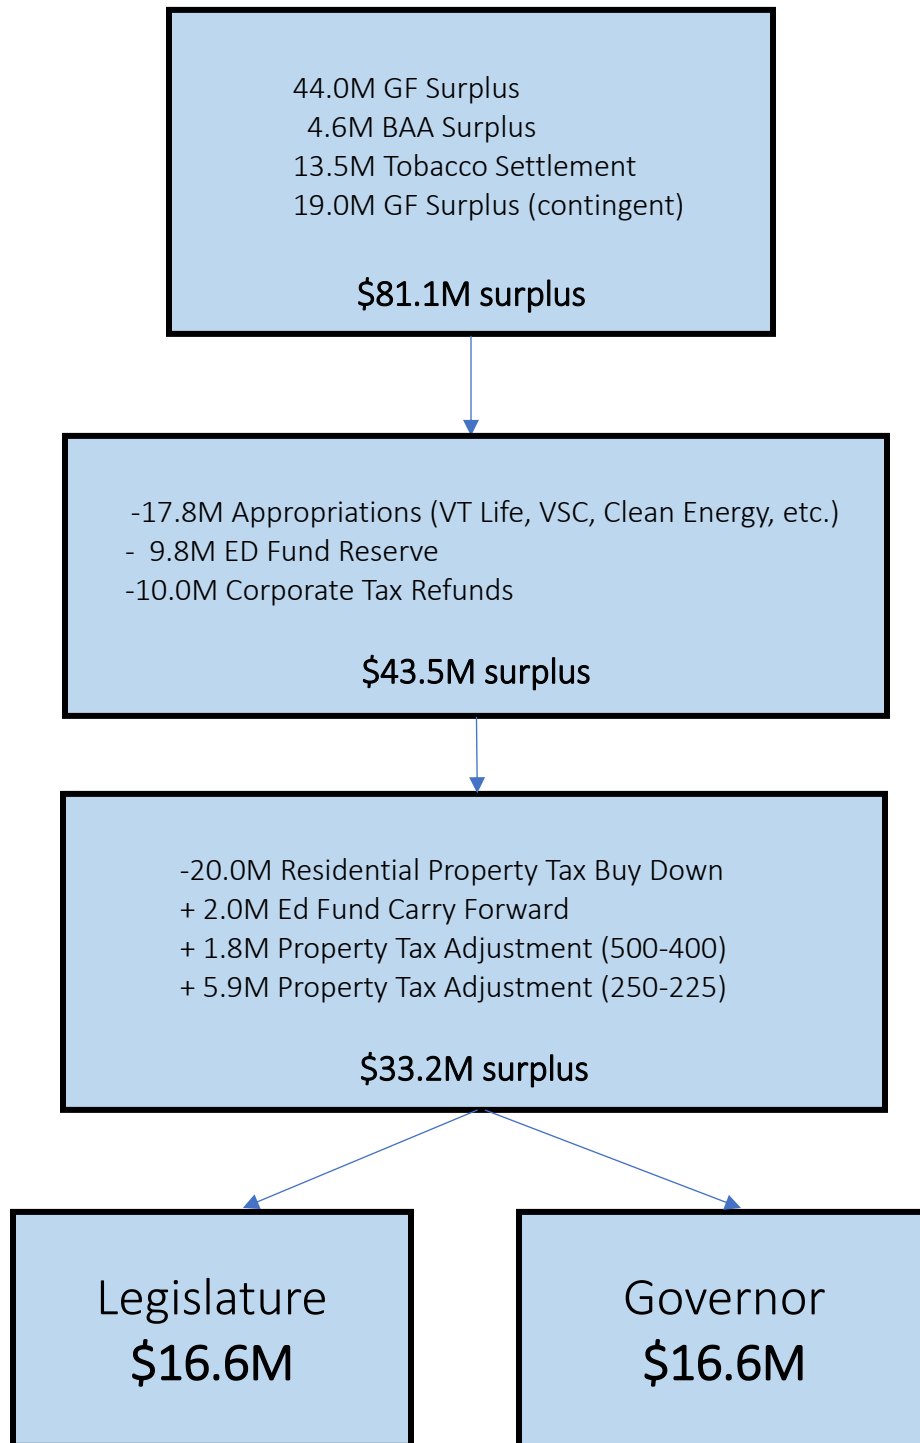 44.0M GF Surplus
4.6M BAA Surplus
13.5M Tobacco Settlement
19.0M GF Surplus (contingent)
$81.1M surplus
-17.8M Appropriations (VT Life, VSC, Clean Energy, etc.)
- 9.8M ED Fund Reserve
-10.0M Corporate Tax Refunds
$43.5M surplus
-20.0M Residential Property Tax Buy Down
+ 2.0M Ed Fund Carry Forward
+ 1.8M Property Tax Adjustment (500-400)
+ 5.9M Property Tax Adjustment (250-225)
$33.2M surplus
Legislature
$16.6M
Governor
$16.6M